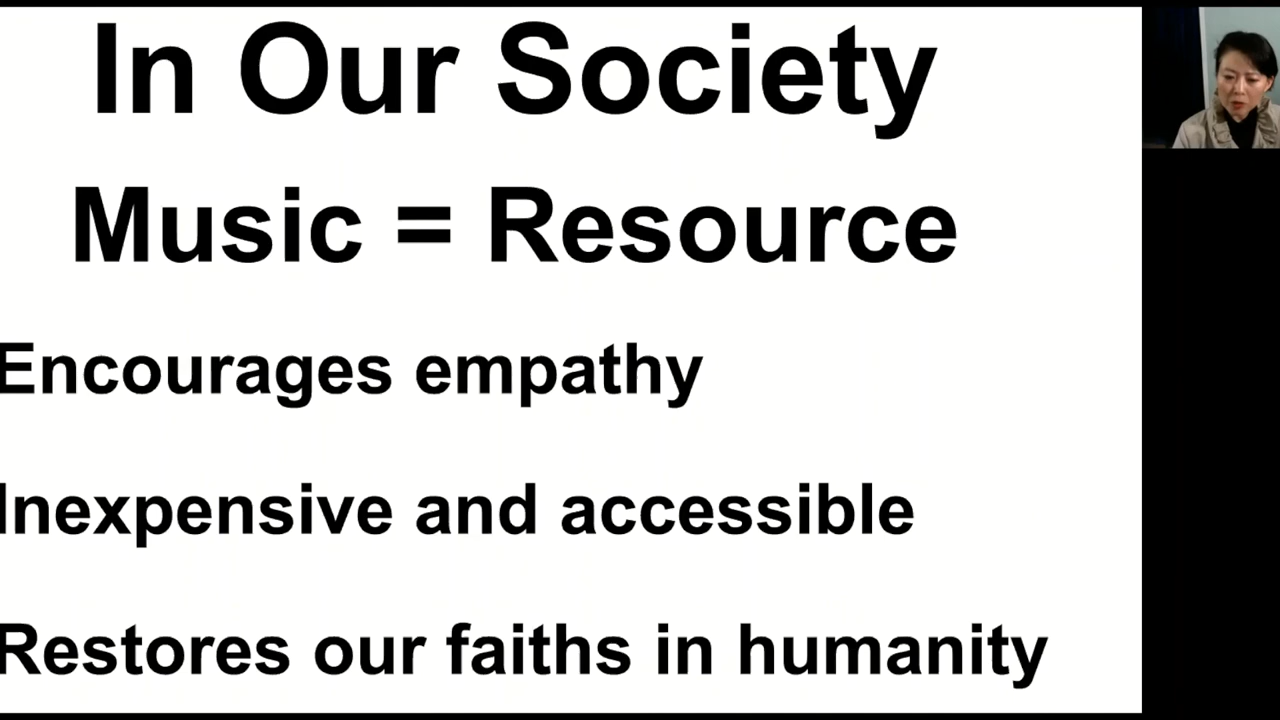 In Our Society
Music = Resource
Encourages empathy
Inexpensive and accessible
Restores our faiths in humanity